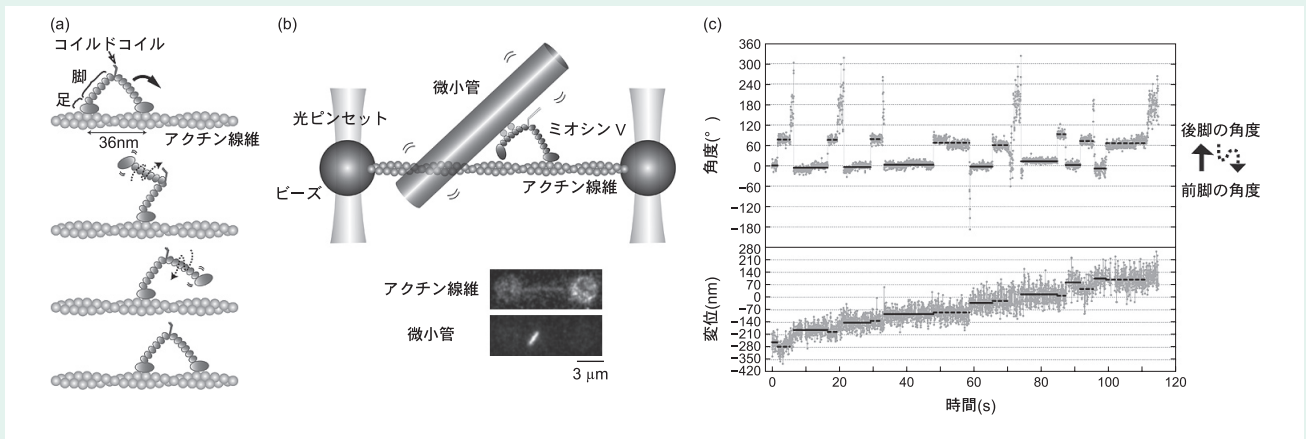 (a)
コイルドコイル
脚
足
36nm
アクチン線維
(b)
微小管
光ピンセット
ミオシン V
ビーズ
アクチン線維
アクチン線維
微小管
3 μm
(c)
角度(°)
360
300
240
180
120
60
0
−60
−120
−180
後脚の角度
前脚の角度
変位(nm)
280
210
140
70
0
−70
−140
−210
−280
−350
−420
0
20
40
60
80
100
120
時間(s)